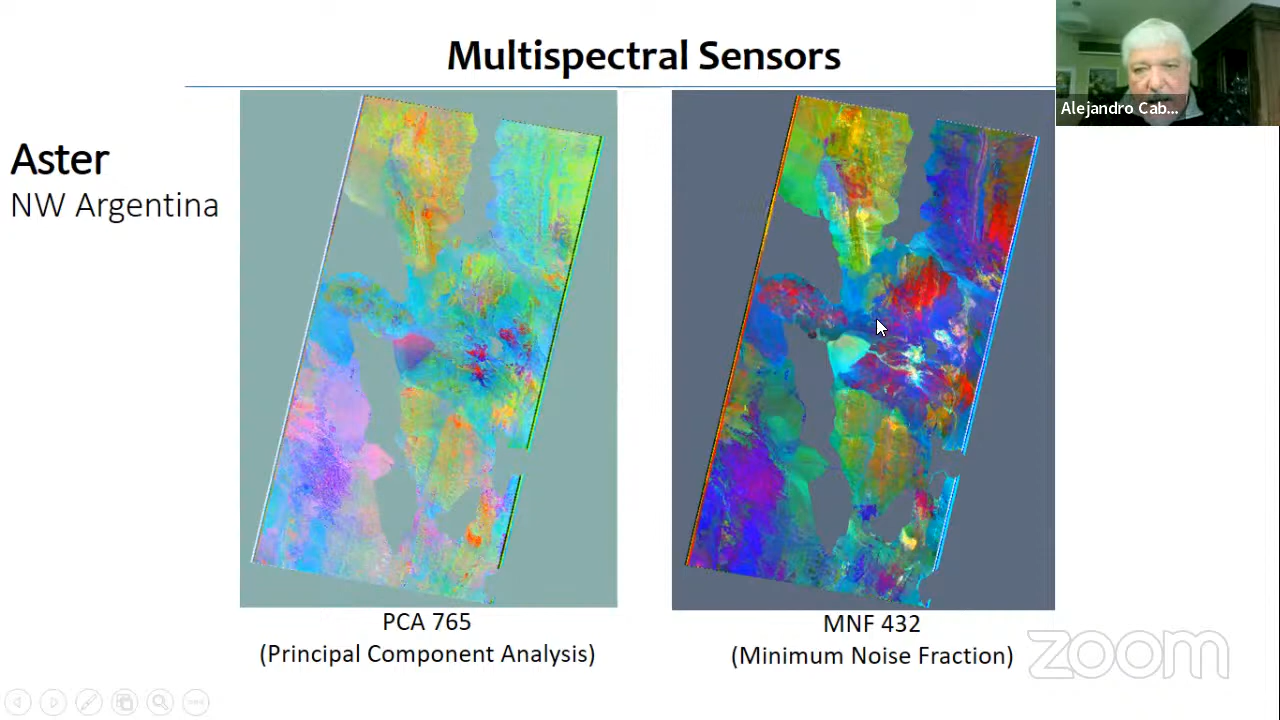 Multispectral Sensors
Alejandro Cab...
Aster
NW Argentina
PCA 765
(Principal Component Analysis)
MNF 432
(Minimum Noise Fraction)
zoom